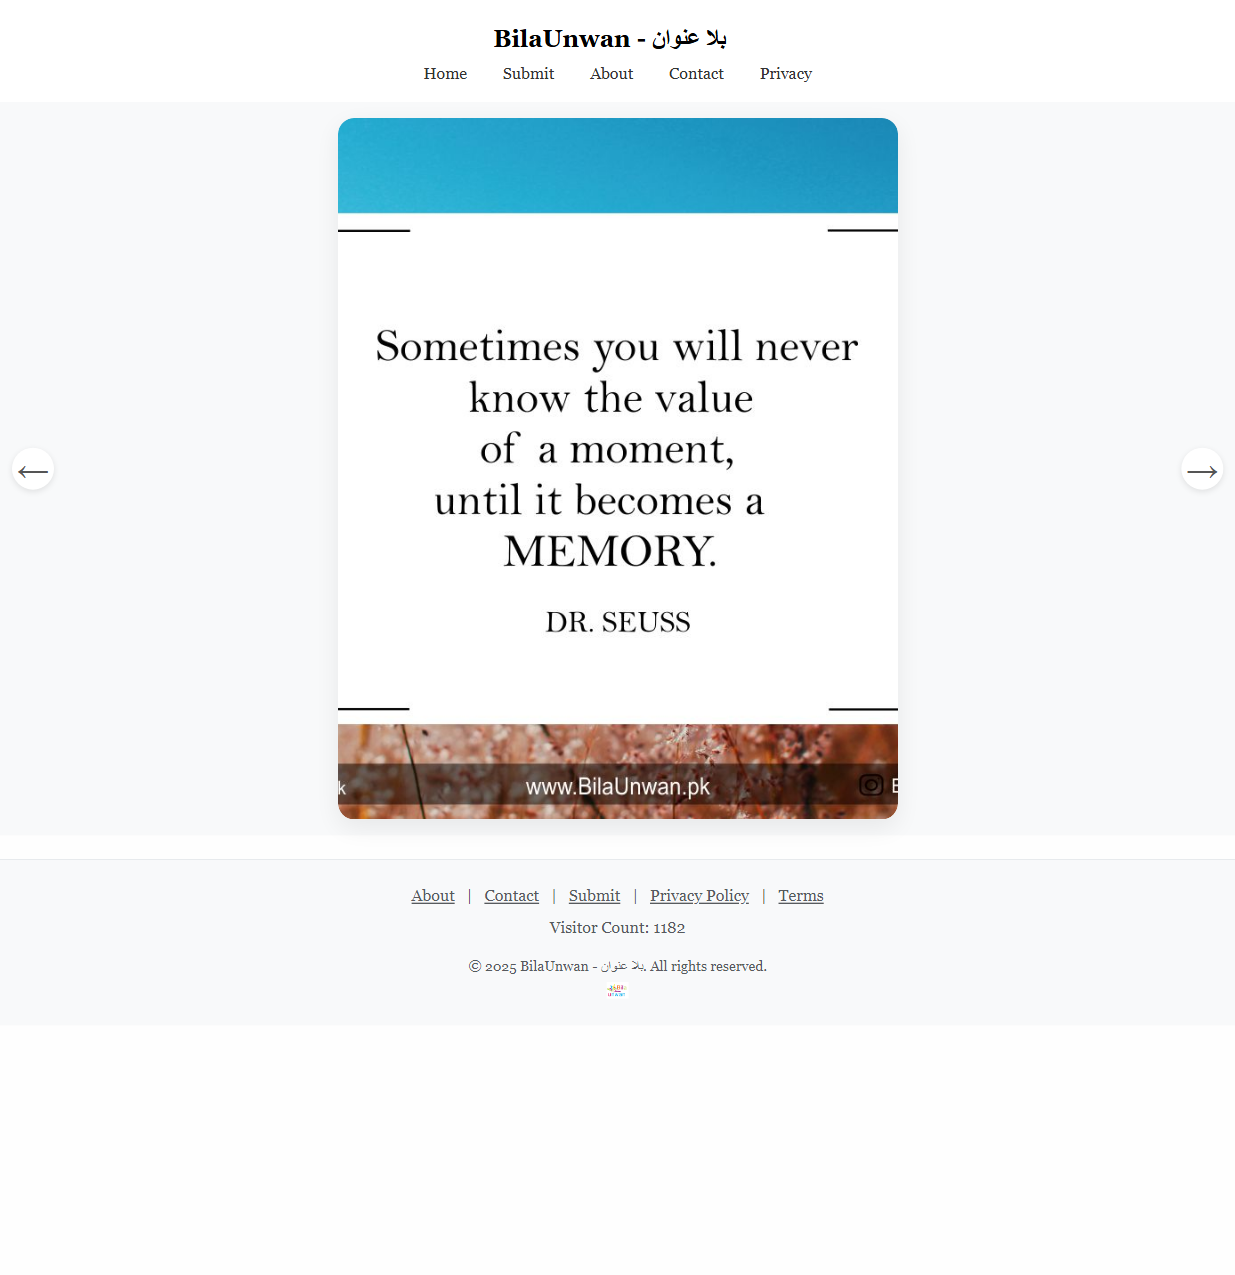 BilaUnwan - بلا عنوان
Home Submit About Contact Privacy
←
→
Sometimes you will never
know the value
of a moment,
until it becomes a
MEMORY.
DR. SEUSS
k www.BilaUnwan.pk B
About | Contact | Submit | Privacy Policy | Terms
Visitor Count: 1182
© 2025 BilaUnwan - بلا عنوان. All rights reserved.